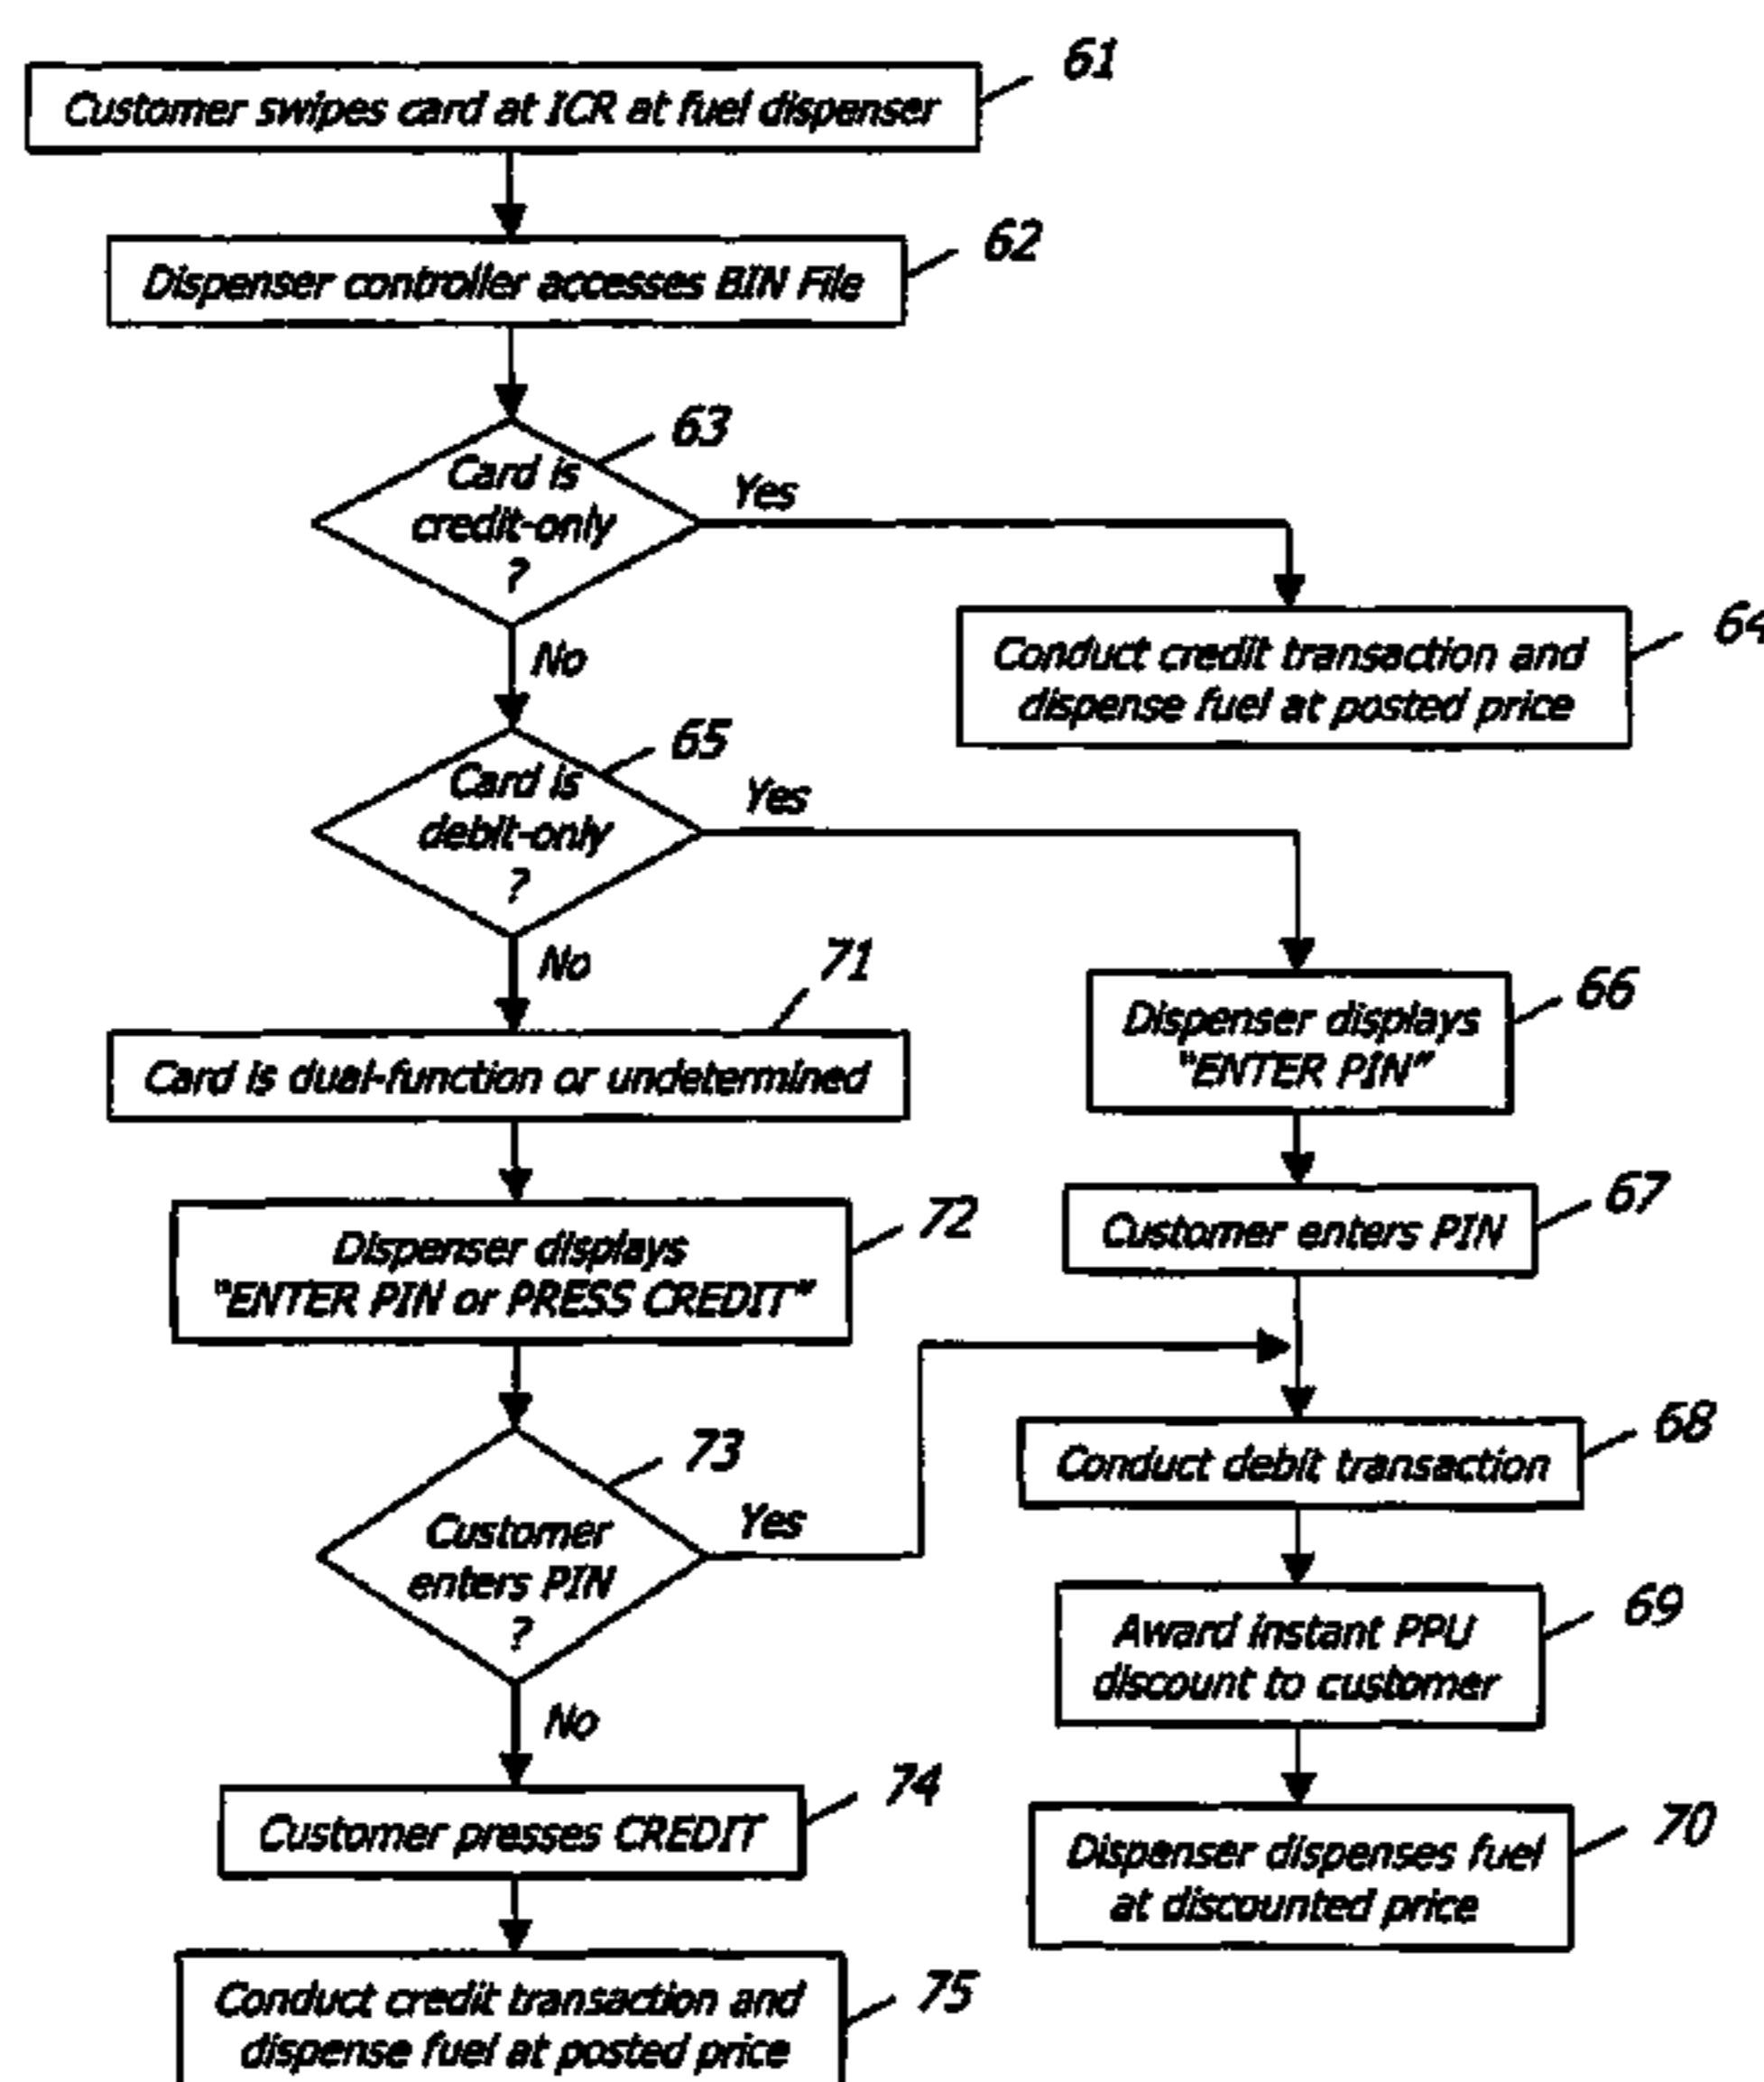 61
Customer swipes card at ICR at fuel dispenser
62
Dispenser controller accesses BIN File
63
Card is
credit-only
?
Yes
No
64
Conduct credit transaction and
dispense fuel at posted price
65
Card is
debit-only
?
Yes
No
66
Dispenser displays
"ENTER PIN"
67
Customer enters PIN
68
Conduct debit transaction
69
Award instant PPU
discount to customer
70
Dispenser dispenses fuel
at discounted price
71
Card is dual-function or undetermined
72
Dispenser displays
"ENTER PIN or PRESS CREDIT"
73
Customer
enters PIN
?
Yes
No
74
Customer presses CREDIT
75
Conduct credit transaction and
dispense fuel at posted price